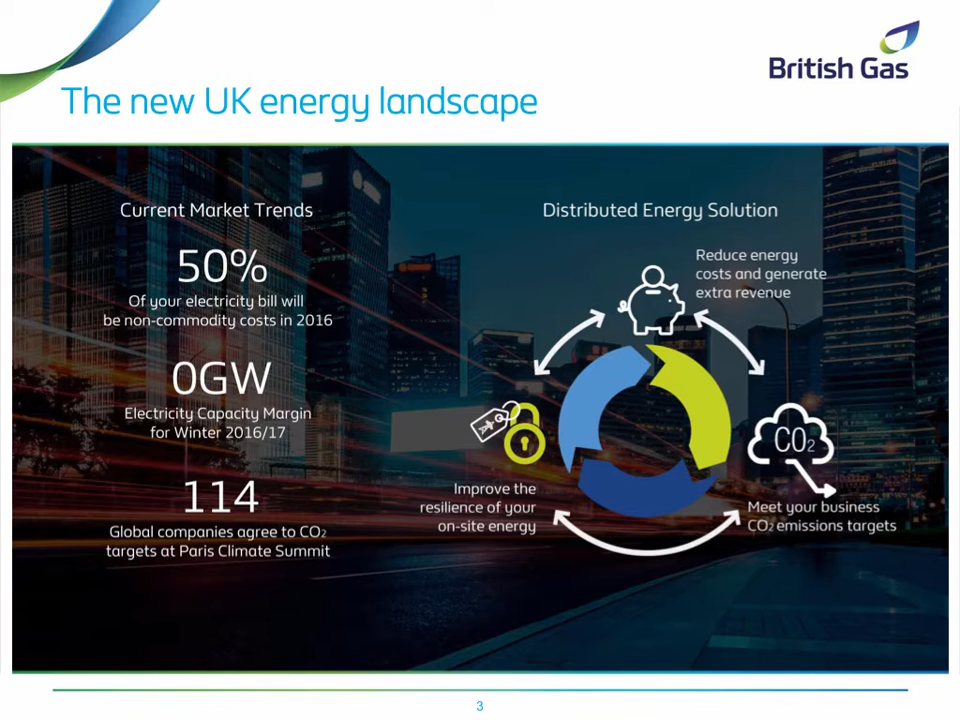 British Gas
The new UK energy landscape
Current Market Trends
50%
Of your electricity bill will
be non-commodity costs in 2016
0GW
Electricity Capacity Margin
for Winter 2016/17
114
Global companies agree to CO₂
targets at Paris Climate Summit
Distributed Energy Solution
Reduce energy
costs and generate
extra revenue
CO₂
Improve the
resilience of your
on-site energy
Meet your business
CO₂ emissions targets
3